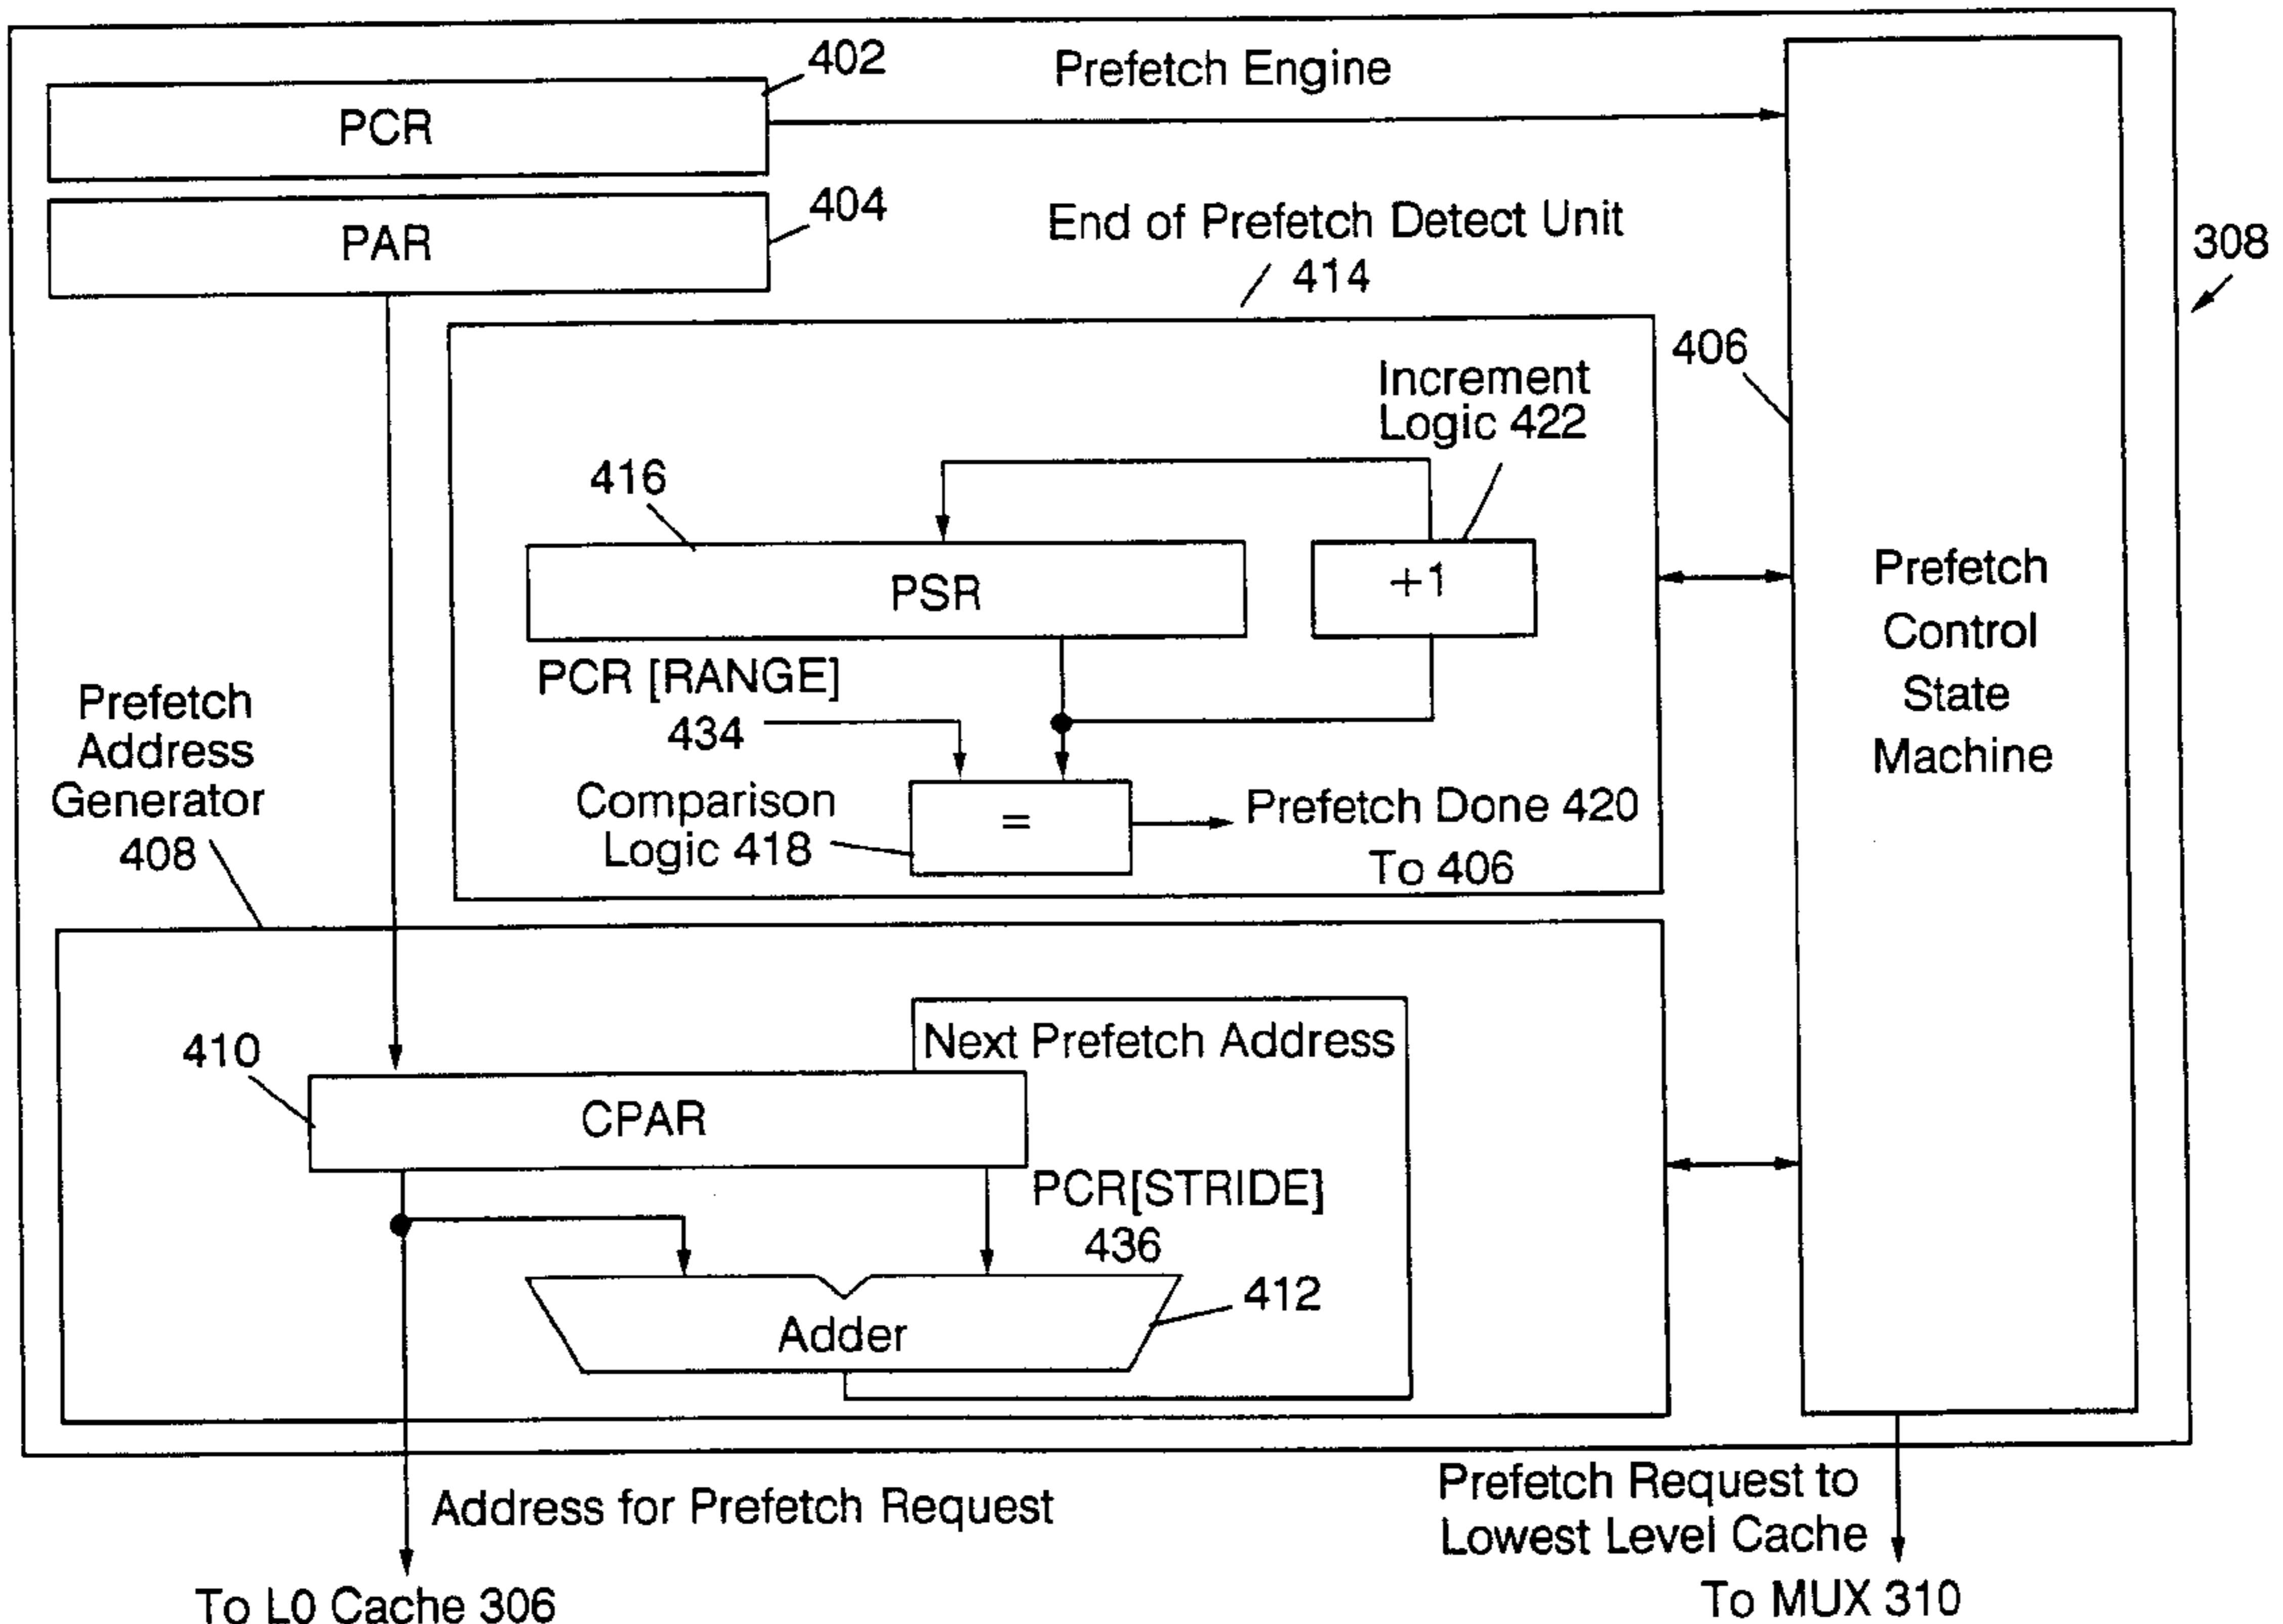 402
Prefetch Engine
PCR
404
PAR
End of Prefetch Detect Unit
414
308
406
Increment
Logic 422
416
+1
PSR
Prefetch
Control
State
Machine
PCR [RANGE]
434
Prefetch
Address
Generator
408
Comparison
Logic 418
=
Prefetch Done 420
To 406
Next Prefetch Address
410
CPAR
PCR[STRIDE]
436
412
Adder
Address for Prefetch Request
Prefetch Request to
Lowest Level Cache
To L0 Cache 306
To MUX 310